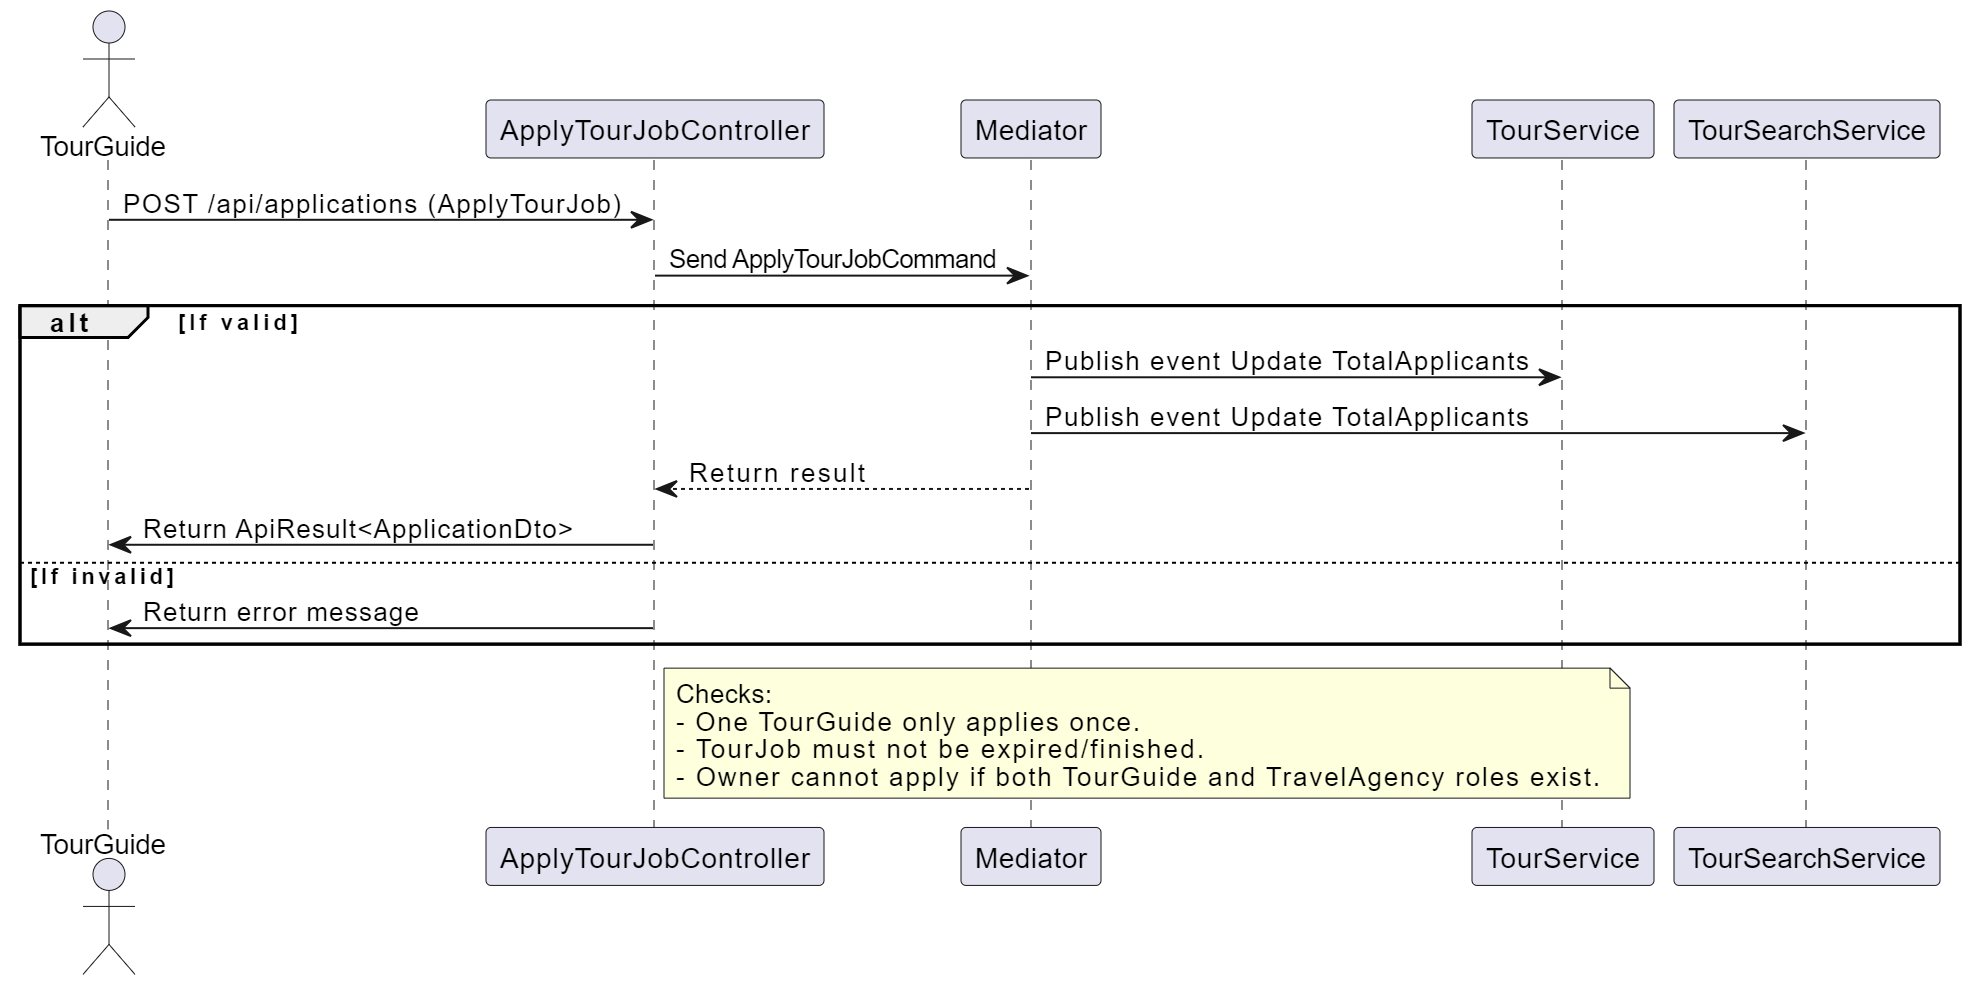 TourGuide
ApplyTourJobController
Mediator
TourService
TourSearchService
POST /api/applications (ApplyTourJob)
Send ApplyTourJobCommand
alt
[If valid]
Publish event Update TotalApplicants
Publish event Update TotalApplicants
Return result
Return ApiResult<ApplicationDto>
[If invalid]
Return error message
Checks:
- One TourGuide only applies once.
- TourJob must not be expired/finished.
- Owner cannot apply if both TourGuide and TravelAgency roles exist.
TourGuide
ApplyTourJobController
Mediator
TourService
TourSearchService